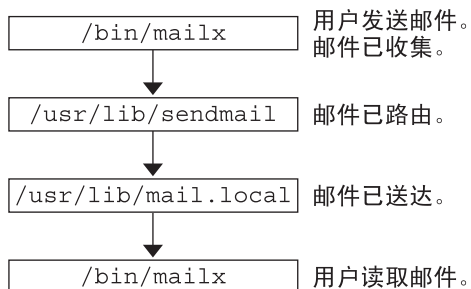 /bin/mailx
用户发送邮件。
邮件已收集。
/usr/lib/sendmail
邮件已路由。
/usr/lib/mail.local
邮件已送达。
/bin/mailx
用户读取邮件。